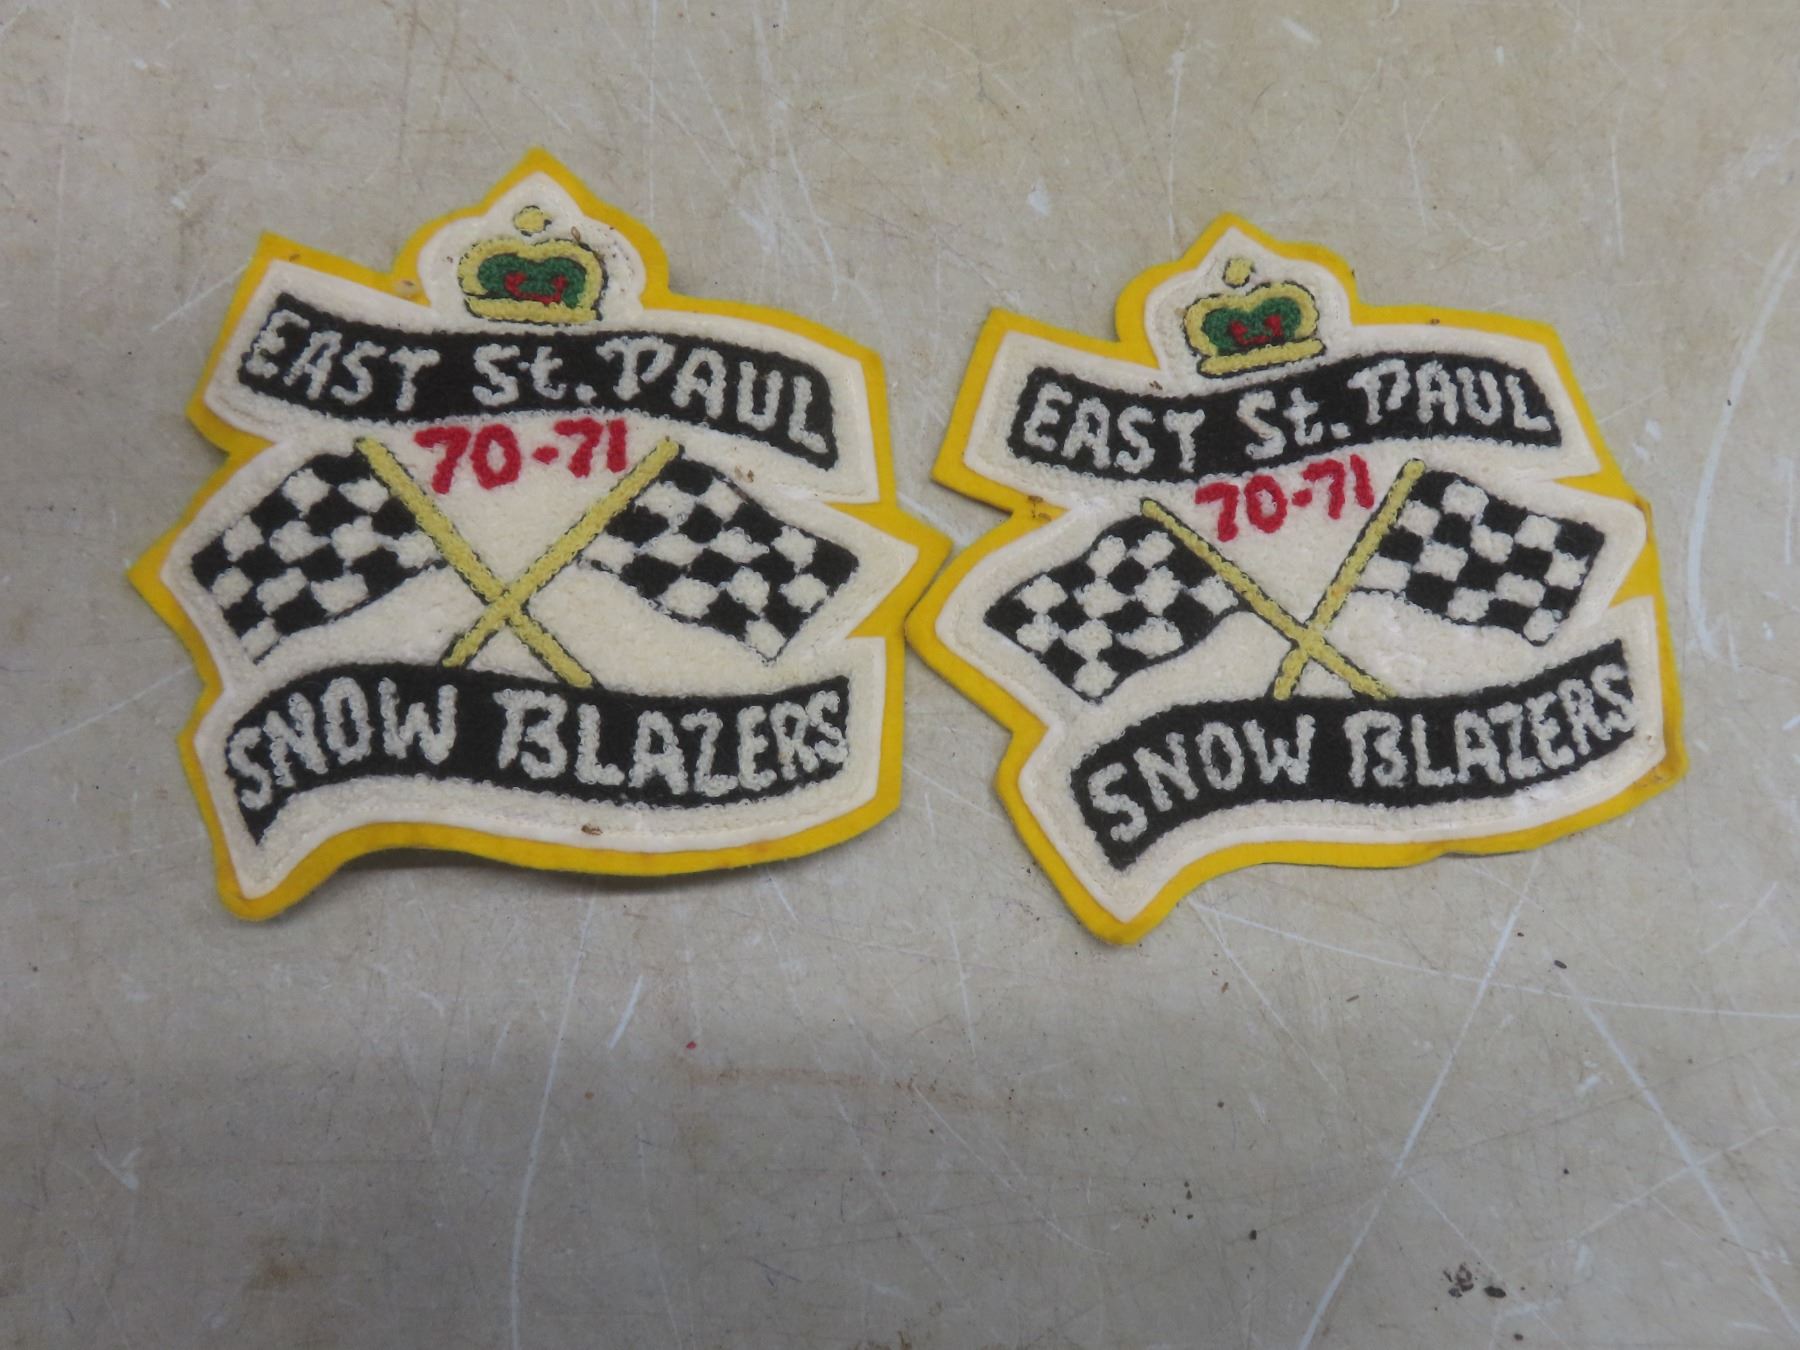 EAST St. PAUL
70-71
SNOW BLAZERS
EAST St. PAUL
70-71
SNOW BLAZERS